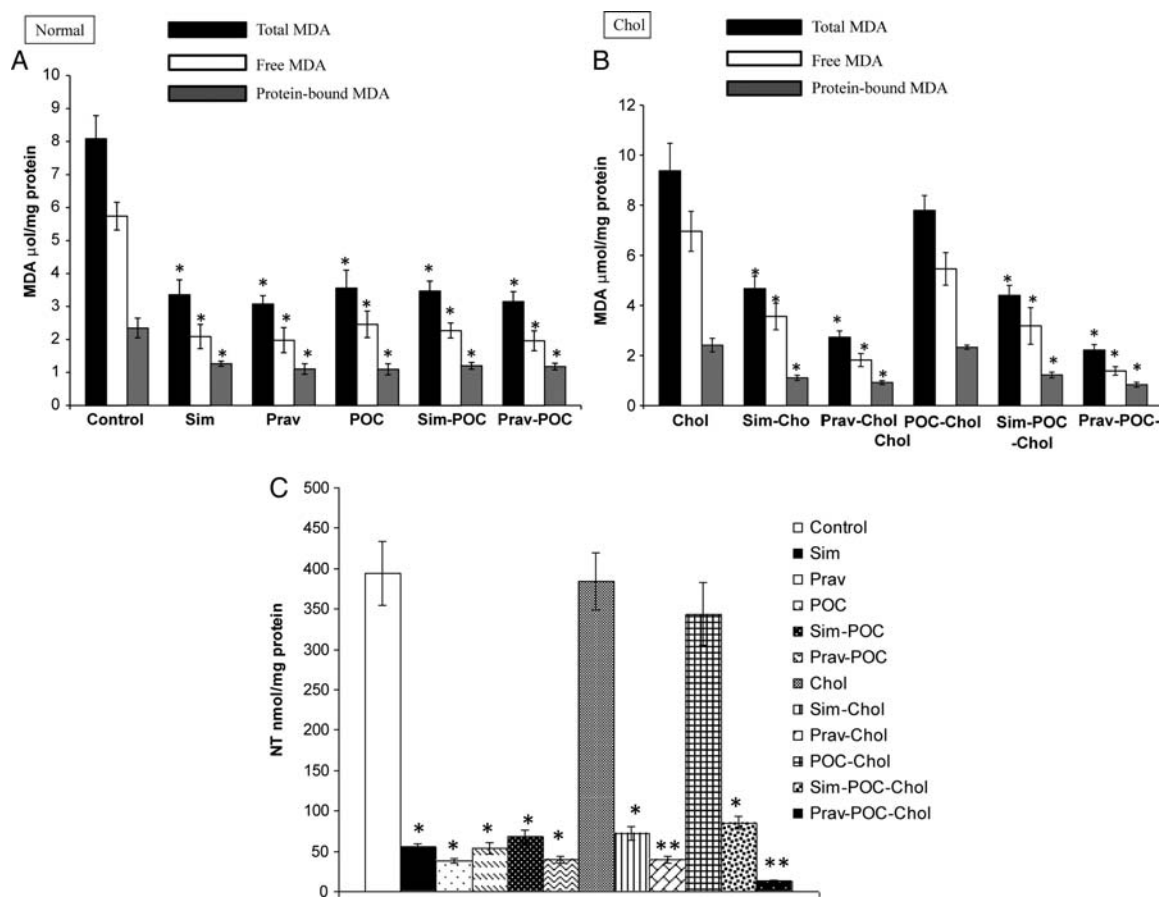 Normal
Total MDA
Free MDA
Protein-bound MDA
A
10
9
8
7
6
5
4
3
2
1
0
MDA μol/mg protein
* * * * * * * * * * * * * * *
Control Sim Prav POC Sim-POC Prav-POC
Chol
Total MDA
Free MDA
Protein-bound MDA
B
12
10
8
6
4
2
0
MDA μmol/mg protein
* * * * * * * * * * * *
Chol Sim-Cho Prav-Chol POC-Chol Sim-POC Prav-POC-
Chol -Chol
C
500
450
400
350
300
250
200
150
100
50
0
NT nmol/mg protein
* * * * * * ** * **
Control
Sim
Prav
POC
Sim-POC
Prav-POC
Chol
Sim-Chol
Prav-Chol
POC-Chol
Sim-POC-Chol
Prav-POC-Chol